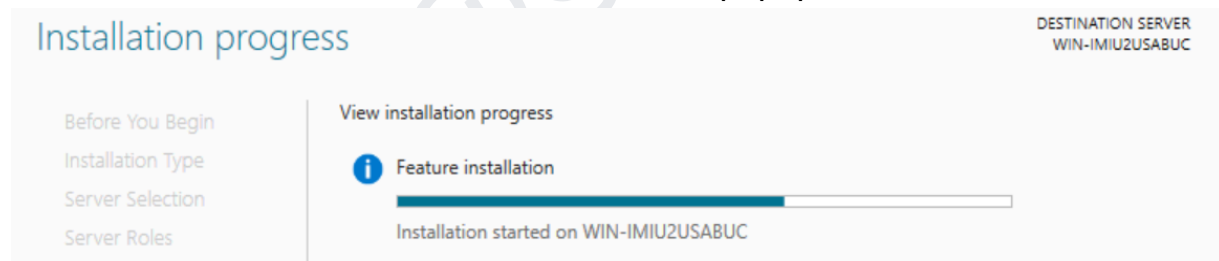 Installation progress
DESTINATION SERVER
WIN-IMIU2USABUC
Before You Begin
Installation Type
Server Selection
Server Roles
View installation progress
Feature installation
Installation started on WIN-IMIU2USABUC